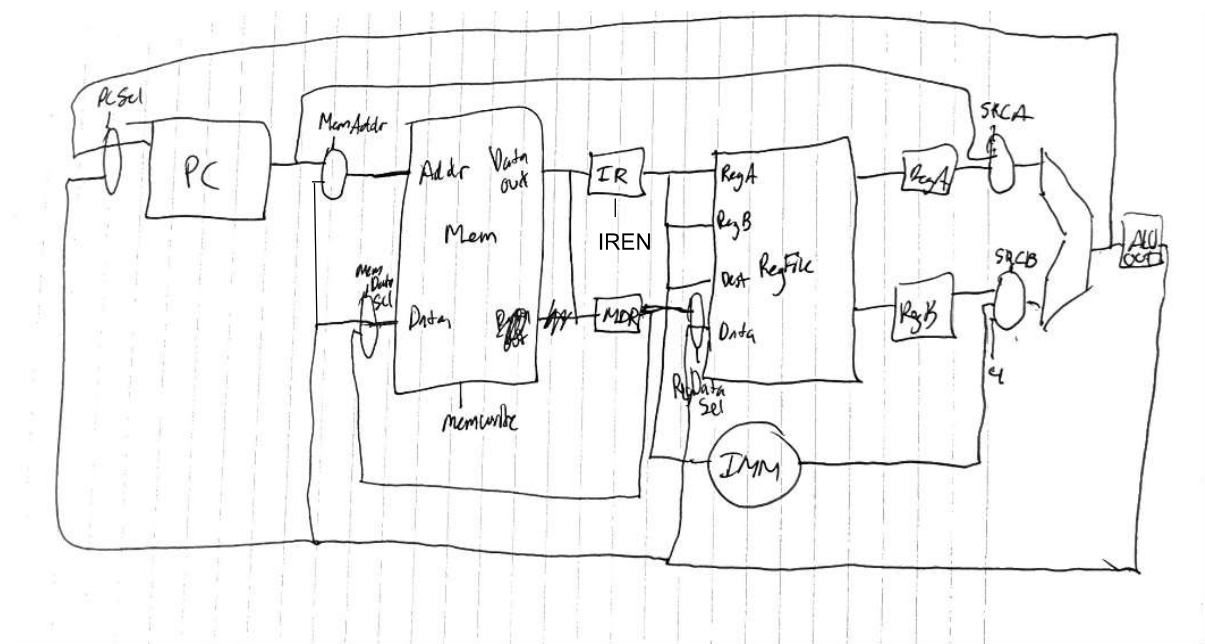 PCSel
PC
MemAddr
Addr
Data
out
Mem
Mem
Data
Sel
Data
memwrite
IR
IREN
MDR
RegA
RegB
Dest
RegFile
Data
RegData
Sel
IMM
RegA
RegB
SRCA
SRCB
4
ALU
OUT